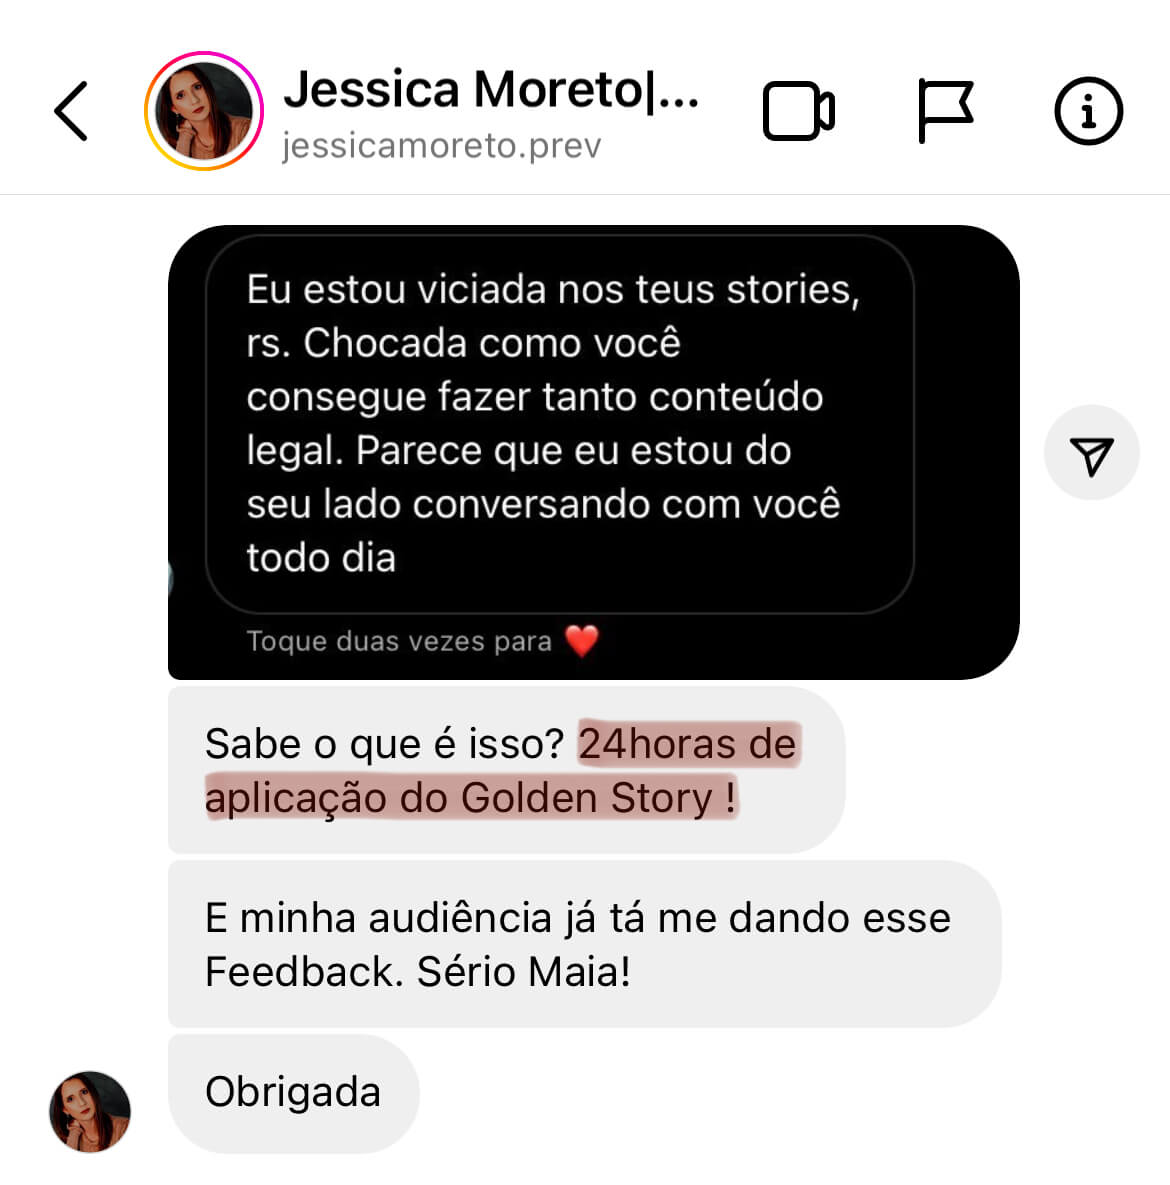 Jessica Moreto|...
jessicamoreto.prev
Eu estou viciada nos teus stories,
rs. Chocada como você
consegue fazer tanto conteúdo
legal. Parece que eu estou do
seu lado conversando com você
todo dia
Toque duas vezes para ❤️
Sabe o que é isso? 24horas de
aplicação do Golden Story !
E minha audiência já tá me dando esse
Feedback. Sério Maia!
Obrigada